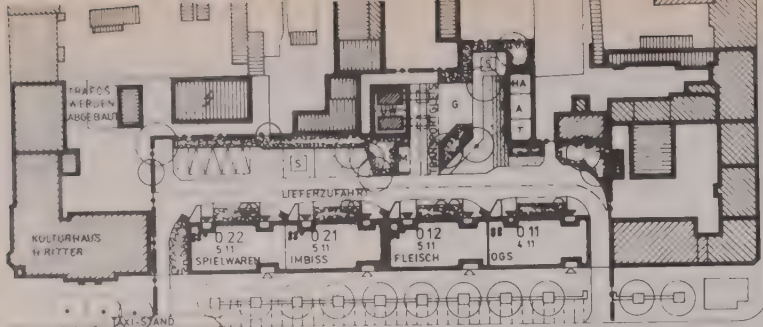 TRAFOS
WERDEN
ABGEBAUT
S
G
HA
A
T
S
LIEFERZUFAHRT
KULTURHAUS
H RITTER
0 22
5 11
SPIELWAREN
0 21
5 11
IMBISS
0 12
5 11
FLEISCH
0 11
4 11
OGS
TAXI-STAND